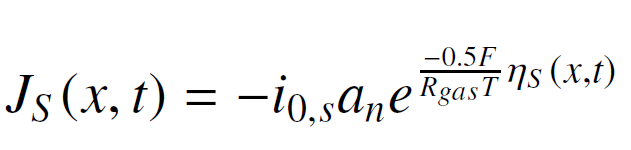 J_S(x, t) = −i_{0,s}a_n e^{\frac{−0.5F}{R_{gas}T} η_S(x,t)}